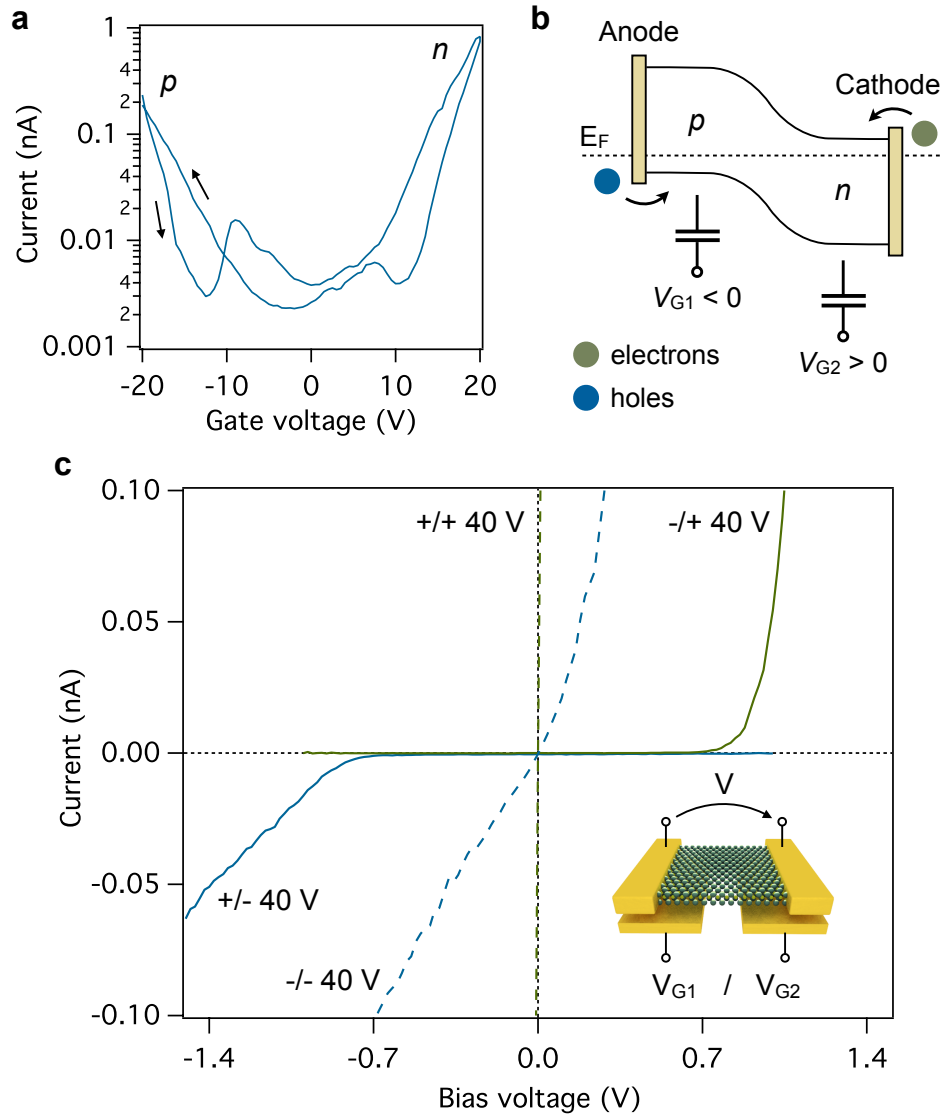 a
1
4
2
0.1
4
2
0.01
4
2
0.001
Current (nA)
p
n
-20
-10
0
10
20
Gate voltage (V)
b
Anode
Cathode
p
EF
n
VG1 < 0
VG2 > 0
electrons
holes
c
0.10
0.05
0.00
-0.05
-0.10
Current (nA)
+/+ 40 V
-/+ 40 V
+/- 40 V
-/- 40 V
V
VG1 / VG2
-1.4
-0.7
0.0
0.7
1.4
Bias voltage (V)